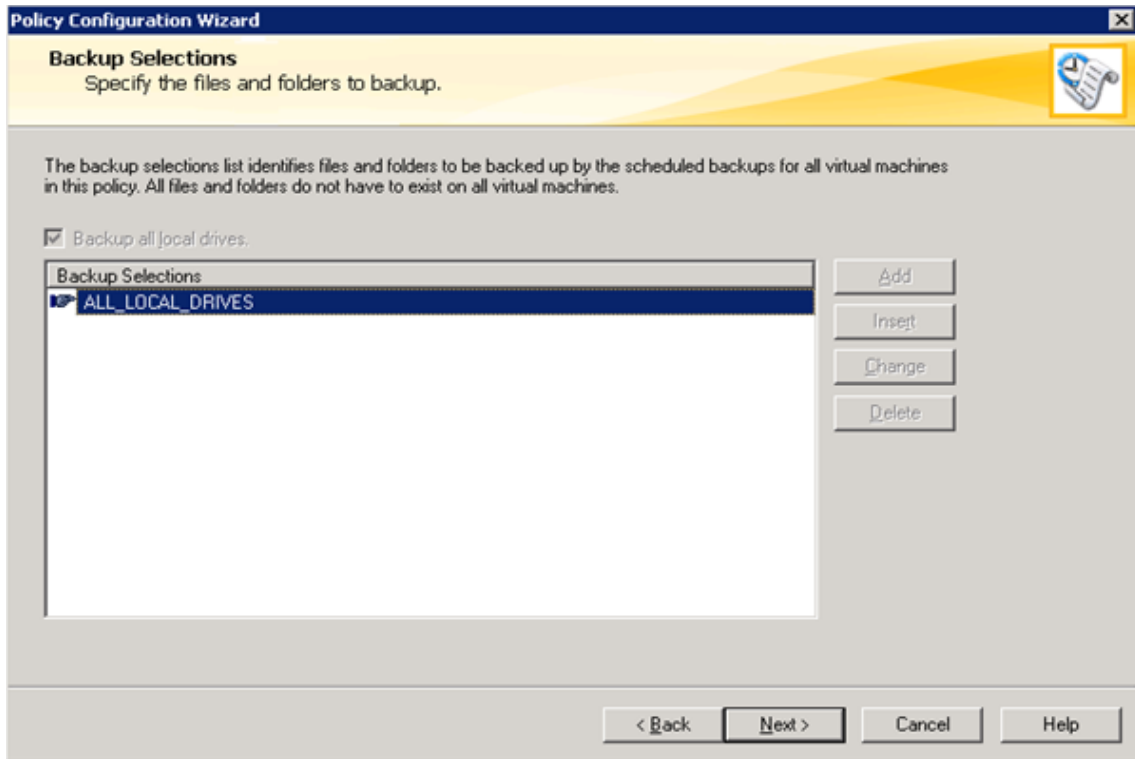 Policy Configuration Wizard
Backup Selections
Specify the files and folders to backup.
The backup selections list identifies files and folders to be backed up by the scheduled backups for all virtual machines
in this policy. All files and folders do not have to exist on all virtual machines.
Backup all local drives.
Backup Selections
ALL_LOCAL_DRIVES
Add
Insert
Change
Delete
< Back
Next >
Cancel
Help